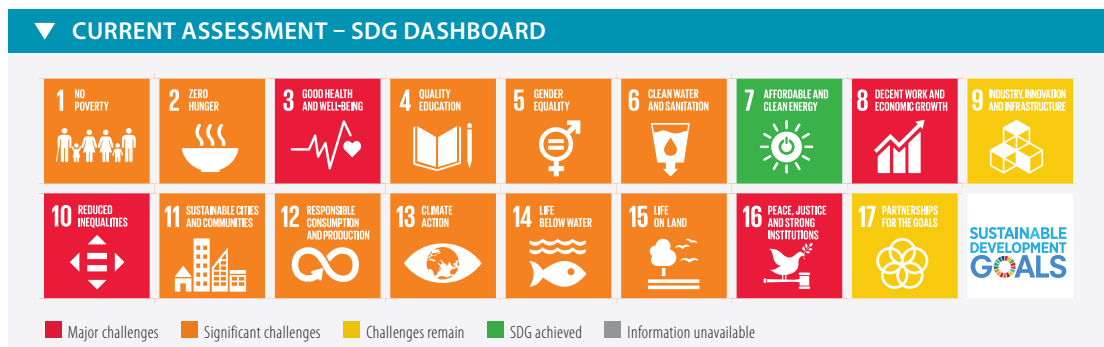 CURRENT ASSESSMENT – SDG DASHBOARD
1 NO
POVERTY
2 ZERO
HUNGER
3 GOOD HEALTH
AND WELL-BEING
4 QUALITY
EDUCATION
5 GENDER
EQUALITY
6 CLEAN WATER
AND SANITATION
7 AFFORDABLE AND
CLEAN ENERGY
8 DECENT WORK AND
ECONOMIC GROWTH
9 INDUSTRY, INNOVATION
AND INFRASTRUCTURE
10 REDUCED
INEQUALITIES
11 SUSTAINABLE CITIES
AND COMMUNITIES
12 RESPONSIBLE
CONSUMPTION
AND PRODUCTION
13 CLIMATE
ACTION
14 LIFE
BELOW WATER
15 LIFE
ON LAND
16 PEACE, JUSTICE
AND STRONG
INSTITUTIONS
17 PARTNERSHIPS
FOR THE GOALS
SUSTAINABLE
DEVELOPMENT
GOALS
Major challenges
Significant challenges
Challenges remain
SDG achieved
Information unavailable